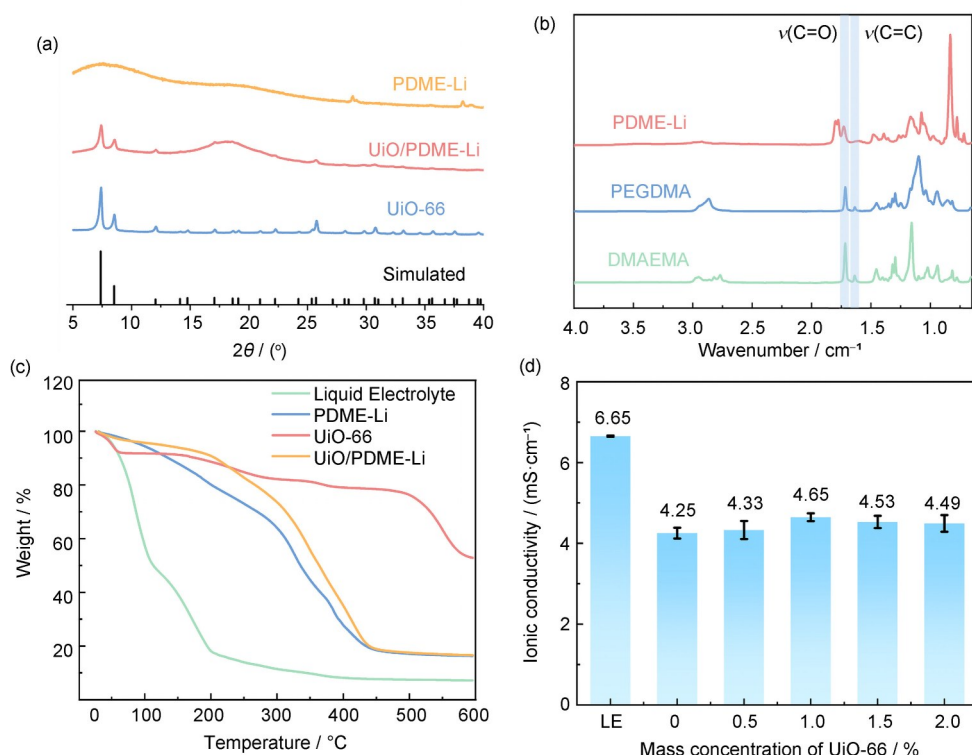 (a)
PDME-Li
UiO/PDME-Li
UiO-66
Simulated
5 10 15 20 25 30 35 40
2θ / (°)
(b)
ν(C=O) ν(C=C)
PDME-Li
PEGDMA
DMAEMA
4.0 3.5 3.0 2.5 2.0 1.5 1.0
Wavenumber / cm⁻¹
(c)
120
100
80
60
40
20
Weight / %
Liquid Electrolyte
PDME-Li
UiO-66
UiO/PDME-Li
0 100 200 300 400 500 600
Temperature / °C
(d)
8
6
4
2
0
Ionic conductivity / (mS·cm⁻¹)
6.65
4.25
4.33
4.65
4.53
4.49
LE 0 0.5 1.0 1.5 2.0
Mass concentration of UiO-66 / %